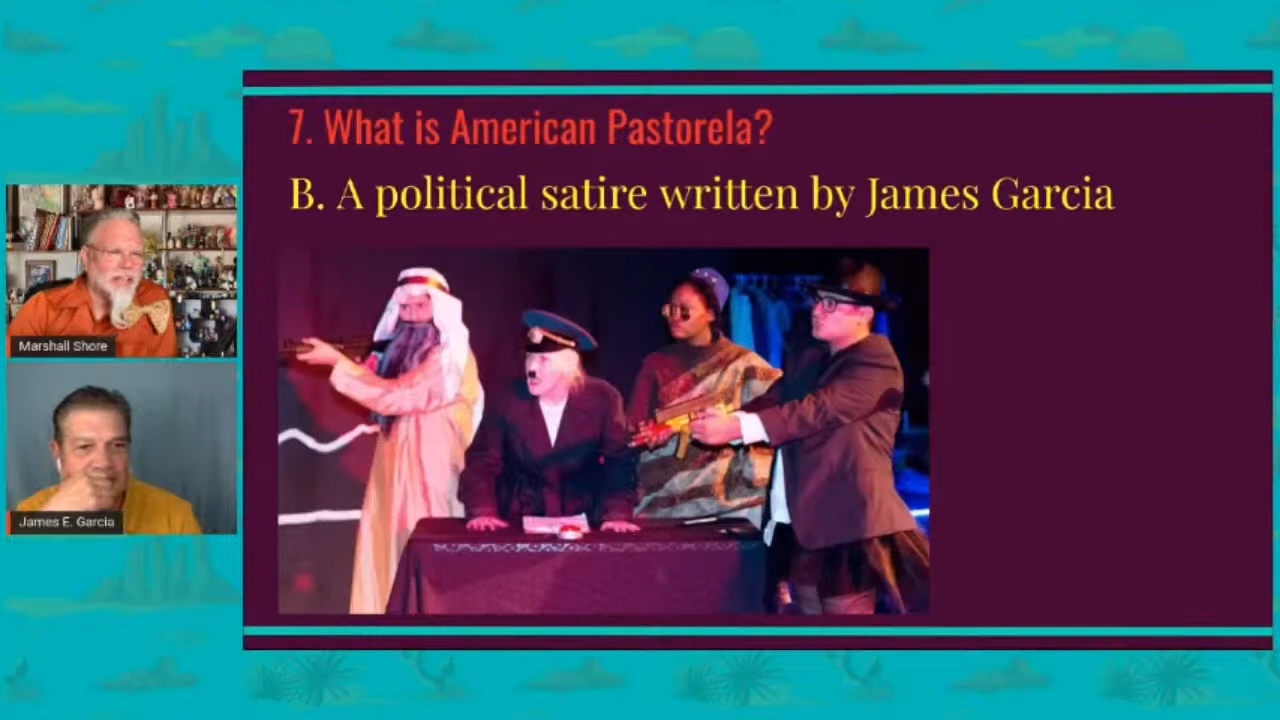 7. What is American Pastorela?
B. A political satire written by James Garcia
Marshall Shore
James E. Garcia